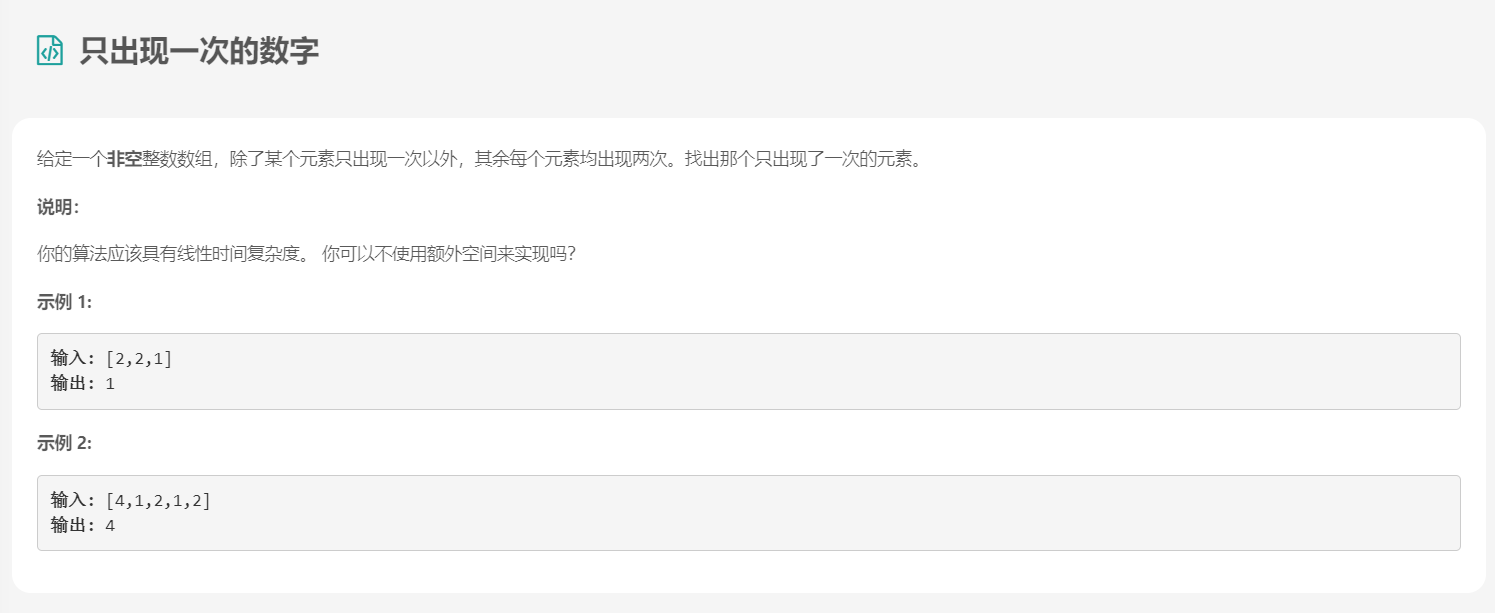 只出现一次的数字
给定一个非空整数数组，除了某个元素只出现一次以外，其余每个元素均出现两次。找出那个只出现了一次的元素。
说明：
你的算法应该具有线性时间复杂度。 你可以不使用额外空间来实现吗？
示例 1:
输入: [2,2,1]
输出: 1
示例 2:
输入: [4,1,2,1,2]
输出: 4